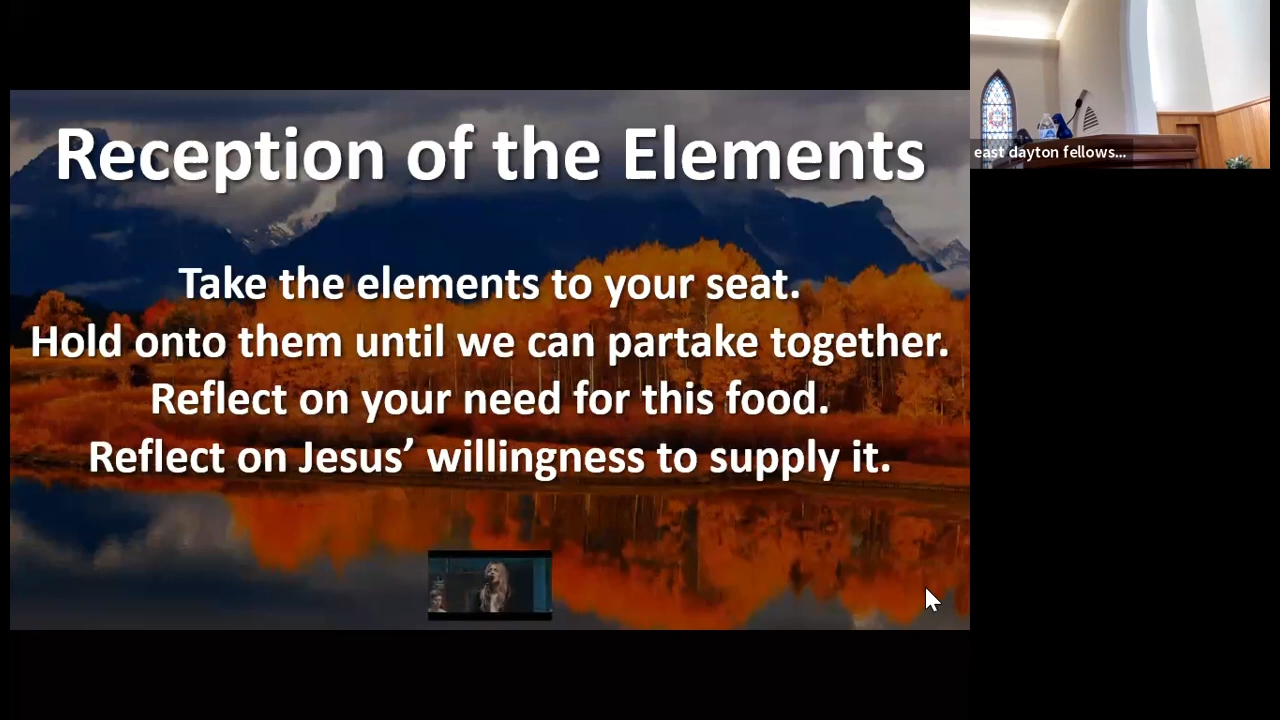 Reception of the Elements
Take the elements to your seat.
Hold onto them until we can partake together.
Reflect on your need for this food.
Reflect on Jesus’ willingness to supply it.
east dayton fellows...